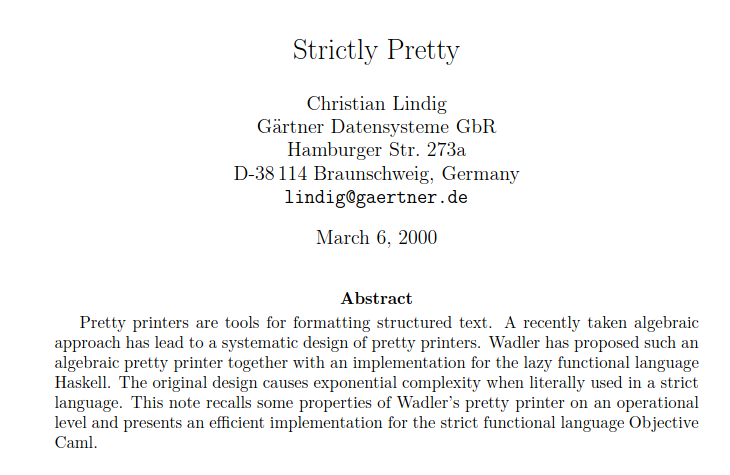 Strictly Pretty
Christian Lindig
Gärtner Datensysteme GbR
Hamburger Str. 273a
D-38 114 Braunschweig, Germany
lindig@gaertner.de
March 6, 2000
Abstract
Pretty printers are tools for formatting structured text. A recently taken algebraic
approach has lead to a systematic design of pretty printers. Wadler has proposed such an
algebraic pretty printer together with an implementation for the lazy functional language
Haskell. The original design causes exponential complexity when literally used in a strict
language. This note recalls some properties of Wadler's pretty printer on an operational
level and presents an efficient implementation for the strict functional language Objective
Caml.